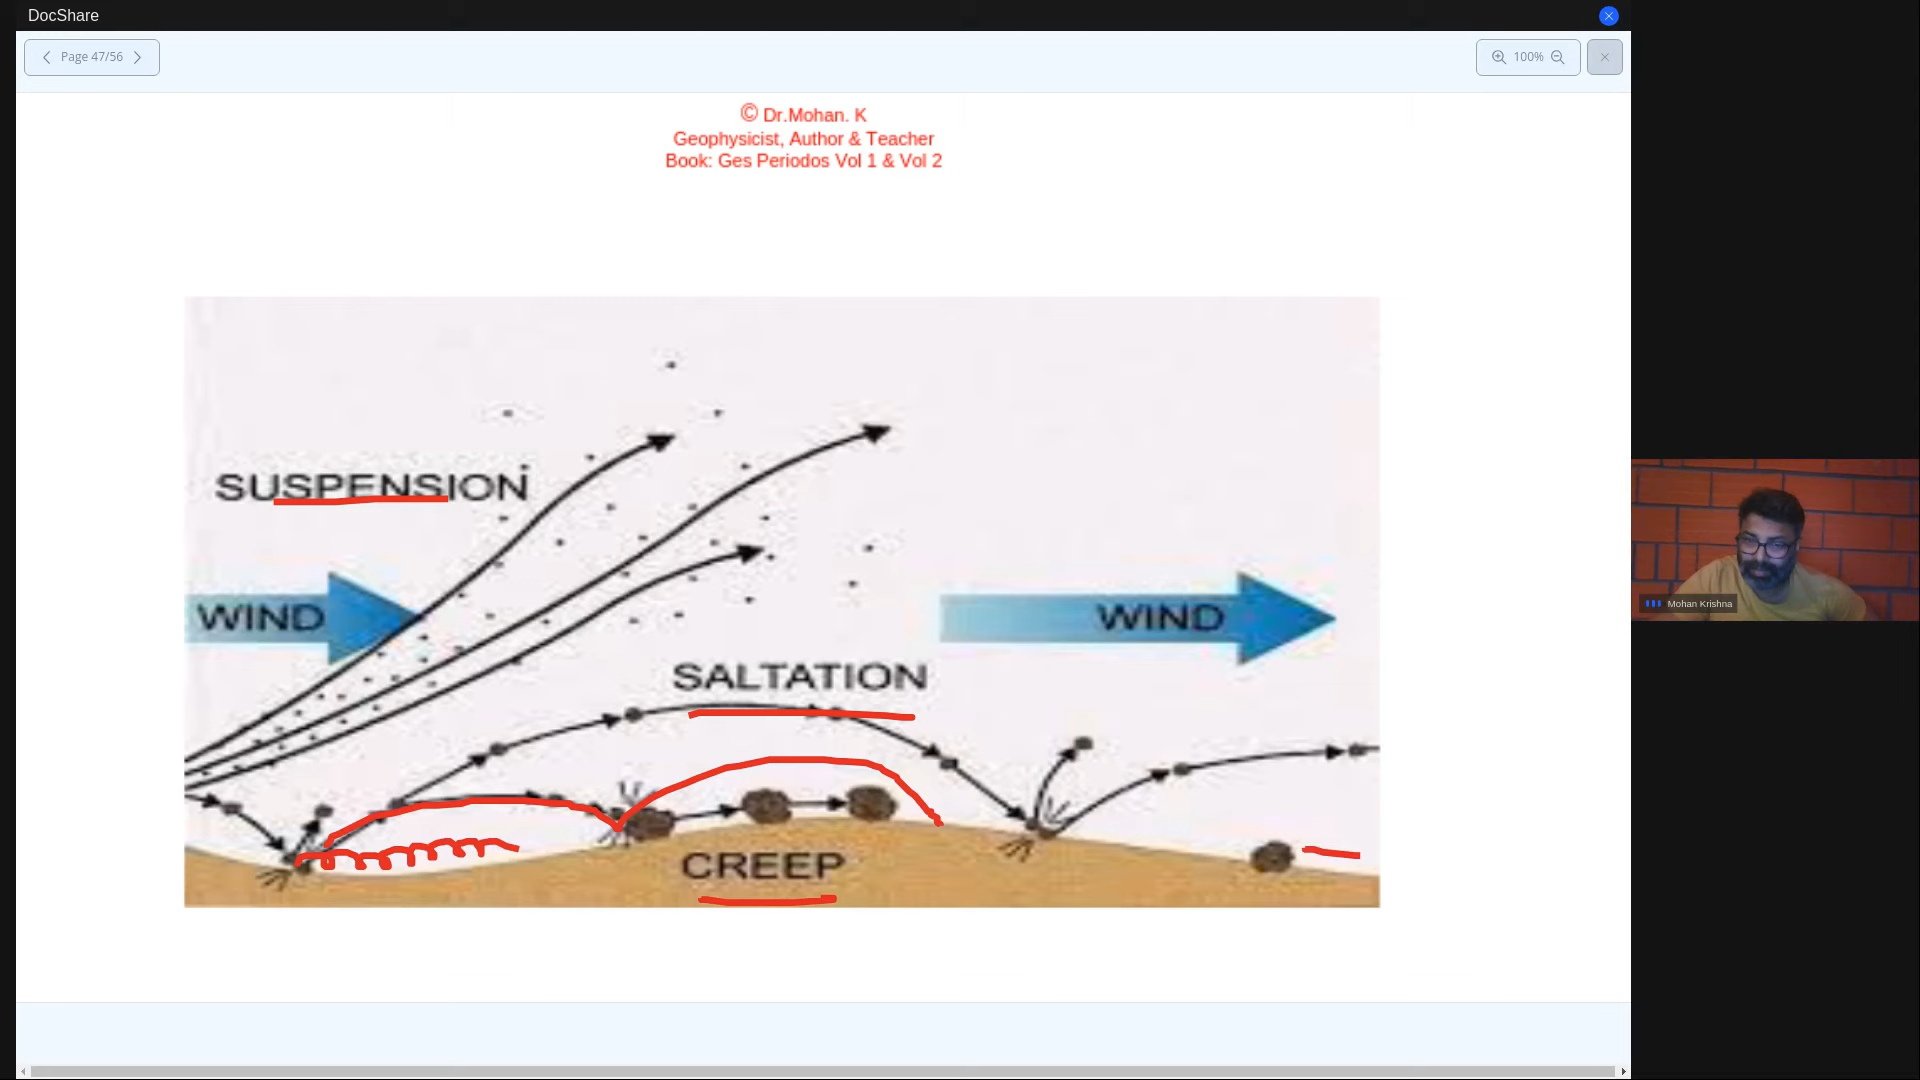 DocShare
Page 47/56
100%
© Dr.Mohan. K
Geophysicist, Author & Teacher
Book: Ges Periodos Vol 1 & Vol 2
SUSPENSION
WIND
WIND
SALTATION
CREEP
Mohan Krishna